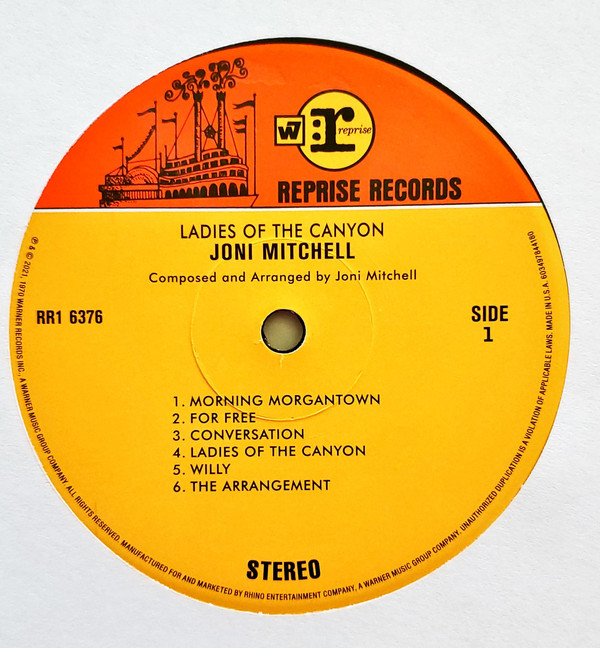 W7 r reprise
REPRISE RECORDS
LADIES OF THE CANYON
JONI MITCHELL
Composed and Arranged by Joni Mitchell
RR1 6376
SIDE
1
1. MORNING MORGANTOWN
2. FOR FREE
3. CONVERSATION
4. LADIES OF THE CANYON
5. WILLY
6. THE ARRANGEMENT
STEREO
℗ & © 2021, 1970 WARNER RECORDS INC., A WARNER MUSIC GROUP COMPANY. ALL RIGHTS RESERVED. MANUFACTURED FOR AND MARKETED BY RHINO ENTERTAINMENT COMPANY, A WARNER MUSIC GROUP COMPANY. UNAUTHORIZED DUPLICATION IS A VIOLATION OF APPLICABLE LAWS. MADE IN U.S.A. 603497844180